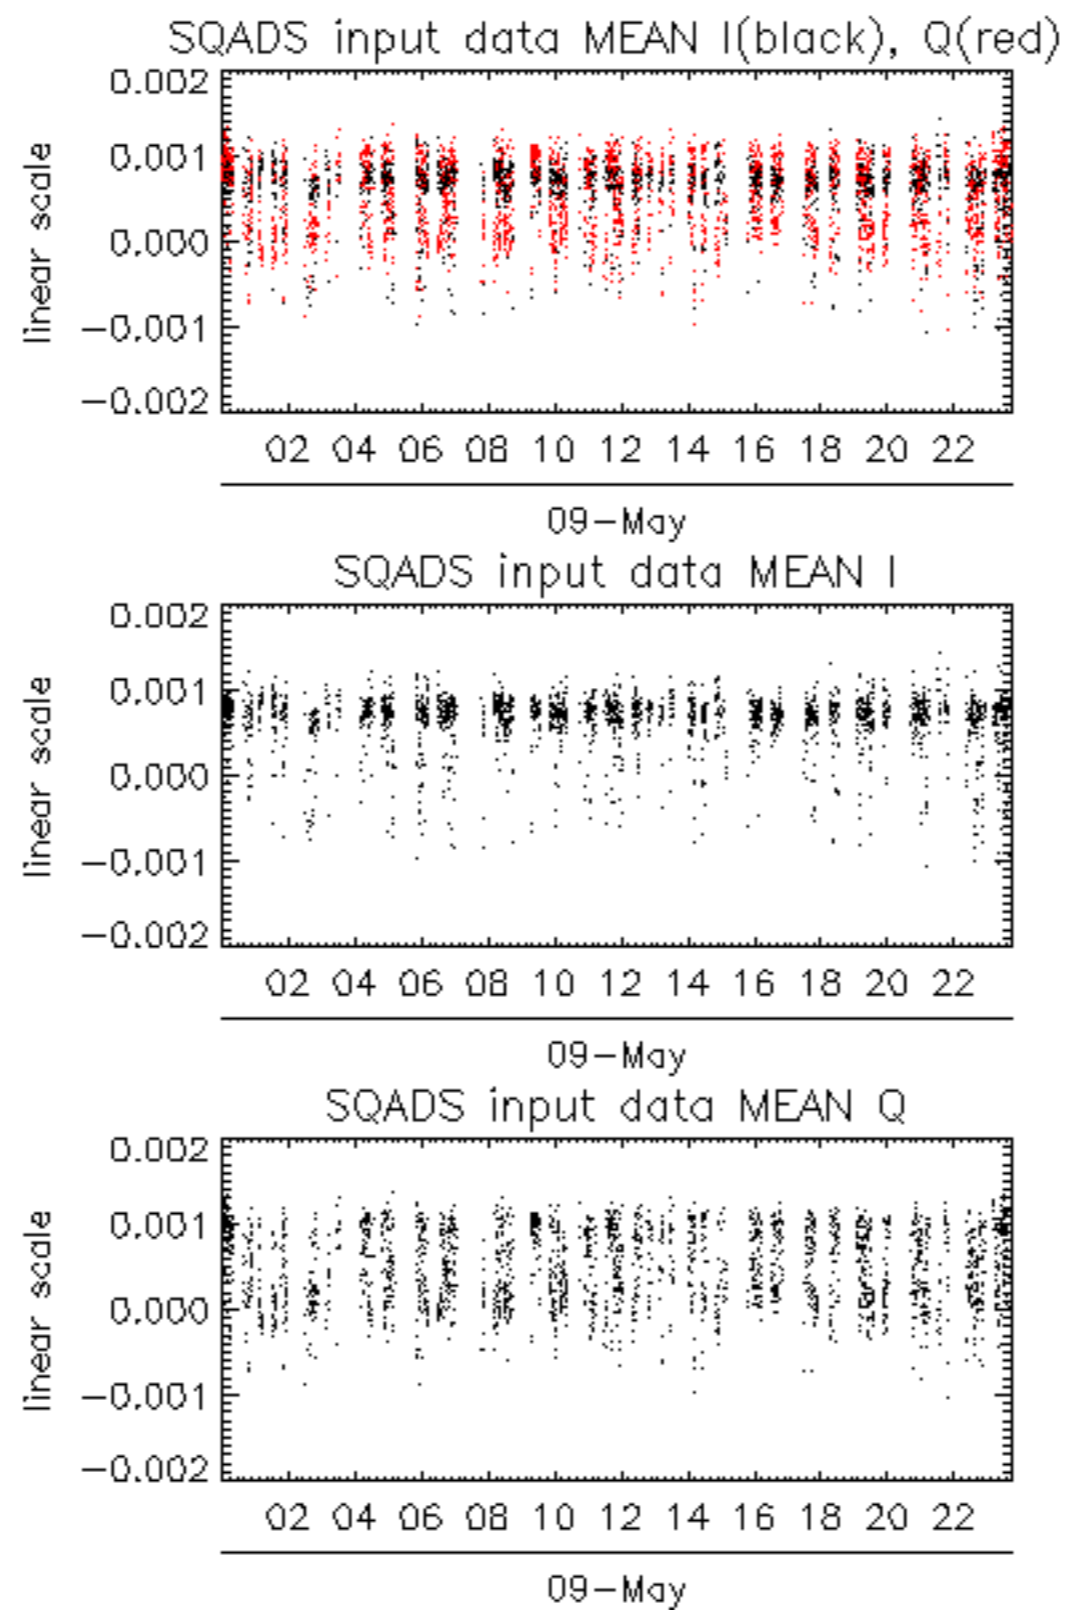 SQADS input data MEAN I(black), Q(red)
0.002
0.001
0.000
−0.001
−0.002
linear scale
02 04 06 08 10 12 14 16 18 20 22
09−May
SQADS input data MEAN I
0.002
0.001
0.000
−0.001
−0.002
linear scale
02 04 06 08 10 12 14 16 18 20 22
09−May
SQADS input data MEAN Q
0.002
0.001
0.000
−0.001
−0.002
linear scale
02 04 06 08 10 12 14 16 18 20 22
09−May